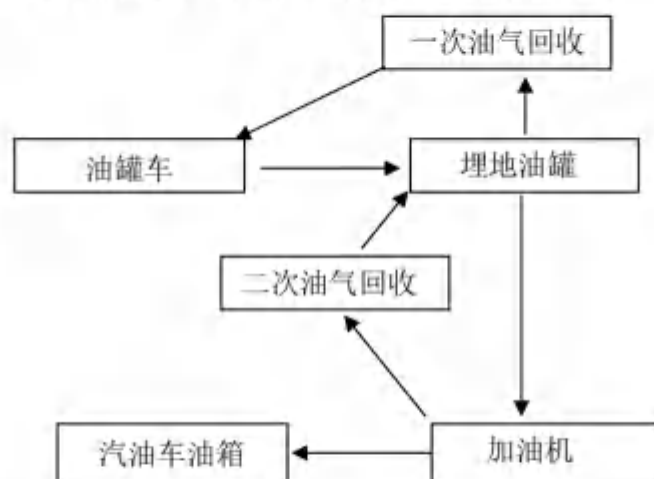 一次油气回收
油罐车
埋地油罐
二次油气回收
汽油车油箱
加油机